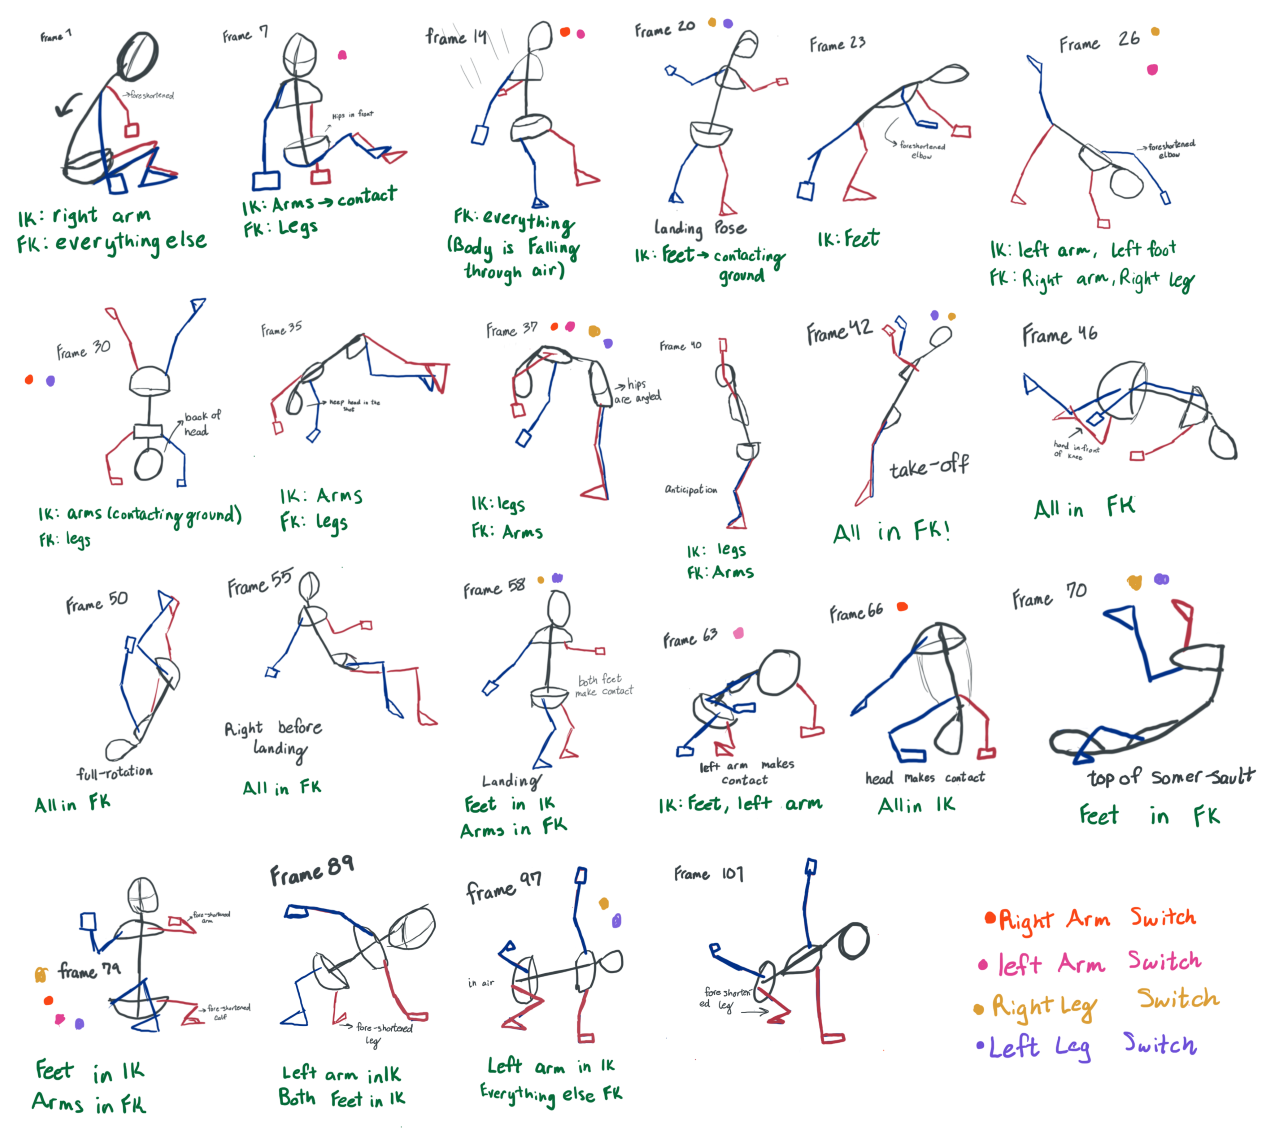 Frame 1
foreshortened
IK: right arm
FK: everything else
Frame 7
Hips in front
IK: Arms → contact
FK: Legs
frame 14
FK: everything
(Body is Falling
through air)
Frame 20
Landing Pose
IK: Feet → contacting
ground
Frame 23
foreshortened
elbow
IK: Feet
Frame 26
foreshortened
elbow
IK: left arm, Left foot
FK: Right arm, Right leg
Frame 30
back of
head
IK: arms (contacting ground)
FK: legs
Frame 35
keep head in the
IK: Arms
FK: legs
Frame 37
hips
are angled
IK: legs
FK: Arms
Frame 40
Anticipation
IK: legs
FK: Arms
Frame 42
take-off
All in FK!
Frame 46
hand in-front
of knee
All in FK
Frame 50
full-rotation
All in FK
Frame 55
Right before
landing
All in FK
Frame 58
both feet
make contact
Landing
Feet in IK
Arms in FK
Frame 63
left arm makes
contact
IK: Feet, left arm
Frame 66
head makes contact
All in IK
Frame 70
top of somer-sault
Feet in FK
frame 79
fore-shortened
arm
fore-shortened
calf
Feet in IK
Arms in FK
Frame 89
fore-shortened
leg
Left arm in IK
Both Feet in IK
frame 97
in air
Left arm in IK
Everything else FK
Frame 101
fore shorten-
ed leg
Right Arm Switch
left Arm Switch
Right Leg Switch
Left Leg Switch